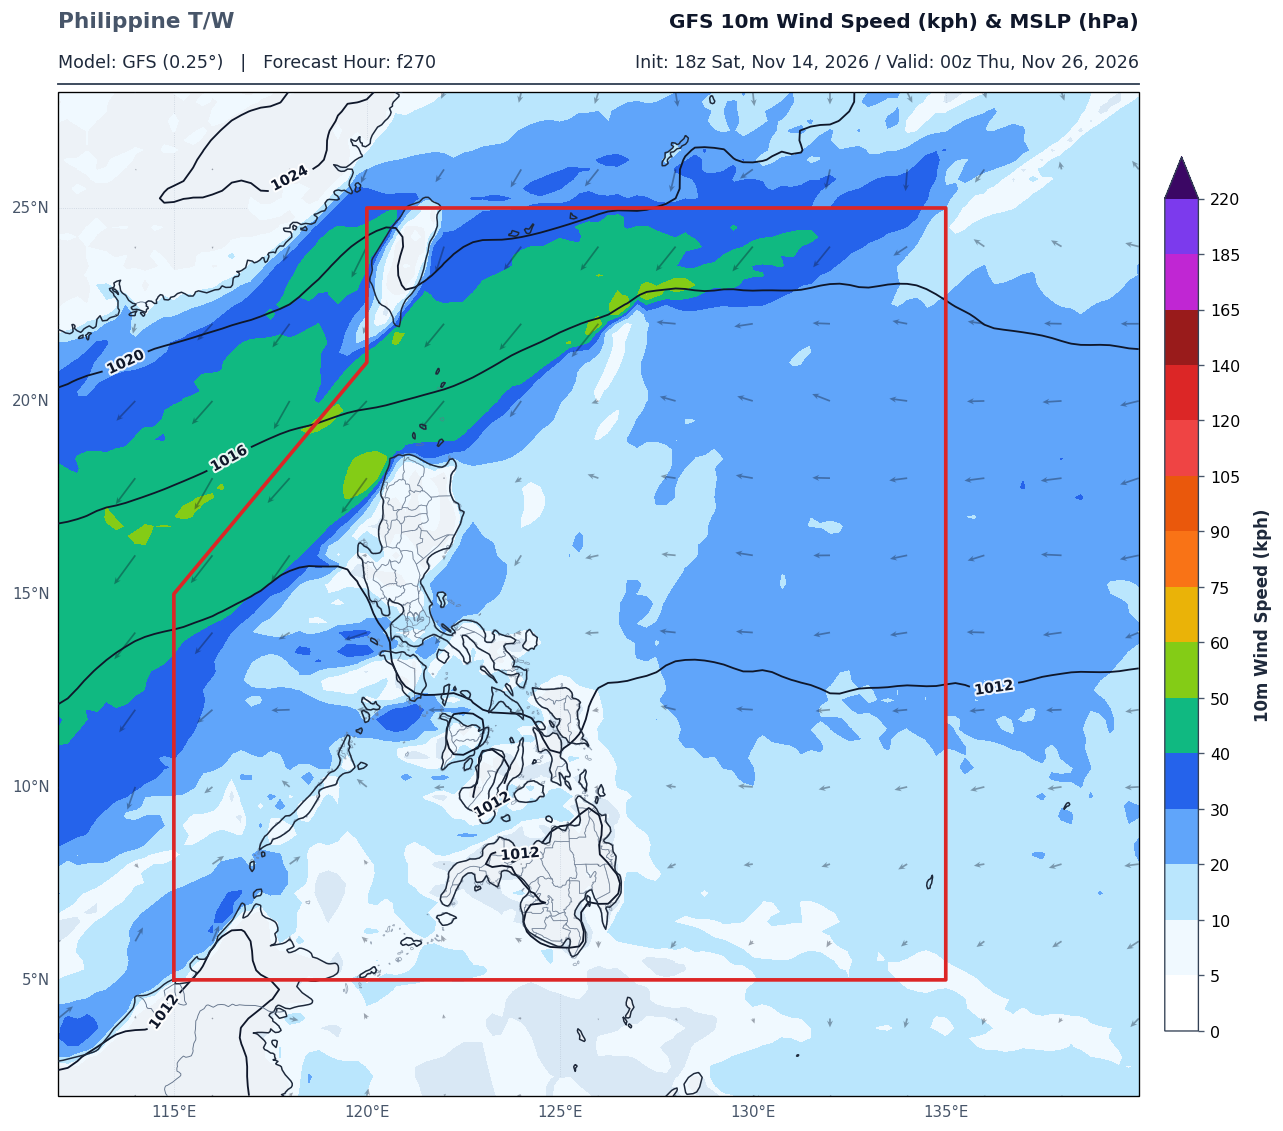 Philippine T/W
GFS 10m Wind Speed (kph) & MSLP (hPa)
Model: GFS (0.25°) | Forecast Hour: f270
Init: 18z Sat, Nov 14, 2026 / Valid: 00z Thu, Nov 26, 2026
1024
1020
1016
1012
1012
1012
1012
25°N
20°N
15°N
10°N
5°N
115°E
120°E
125°E
130°E
135°E
220
185
165
140
120
105
90
75
60
50
40
30
20
10
5
0
10m Wind Speed (kph)